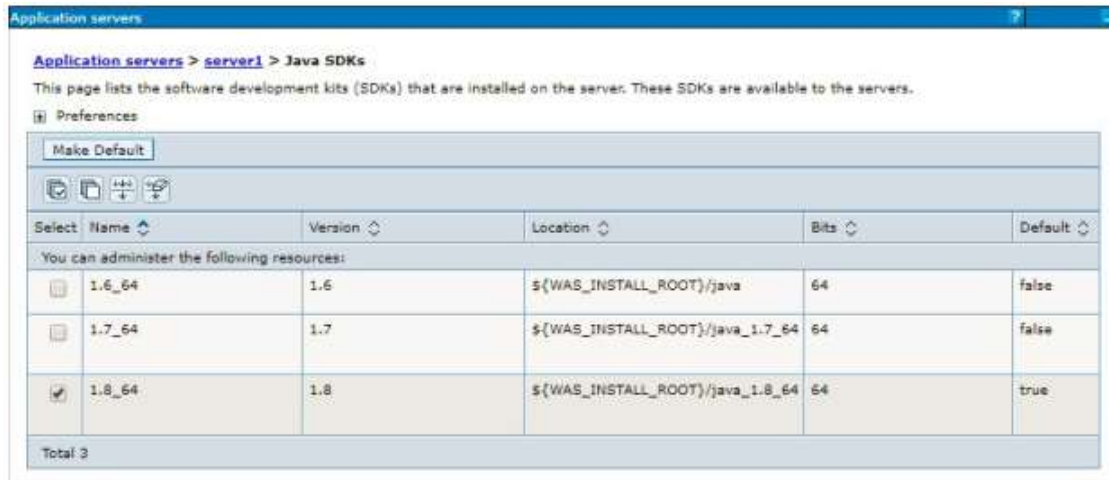 Application servers ?
Application servers > server1 > Java SDKs
This page lists the software development kits (SDKs) that are installed on the server. These SDKs are available to the servers.
Preferences
Make Default
Select Name Version Location Bits Default
You can administer the following resources:
1.6_64 1.6 ${WAS_INSTALL_ROOT}/java 64 false
1.7_64 1.7 ${WAS_INSTALL_ROOT}/java_1.7_64 64 false
1.8_64 1.8 ${WAS_INSTALL_ROOT}/java_1.8_64 64 true
Total 3